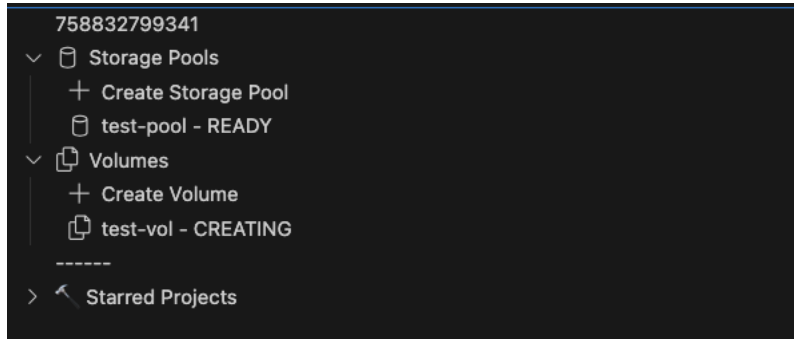 758832799341
Storage Pools
Create Storage Pool
test-pool - READY
Volumes
Create Volume
test-vol - CREATING
------
Starred Projects